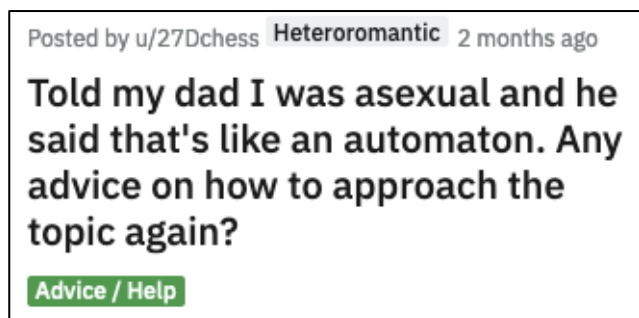 Posted by u/27Dchess Heteroromantic 2 months ago
Told my dad I was asexual and he
said that's like an automaton. Any
advice on how to approach the
topic again?
Advice / Help